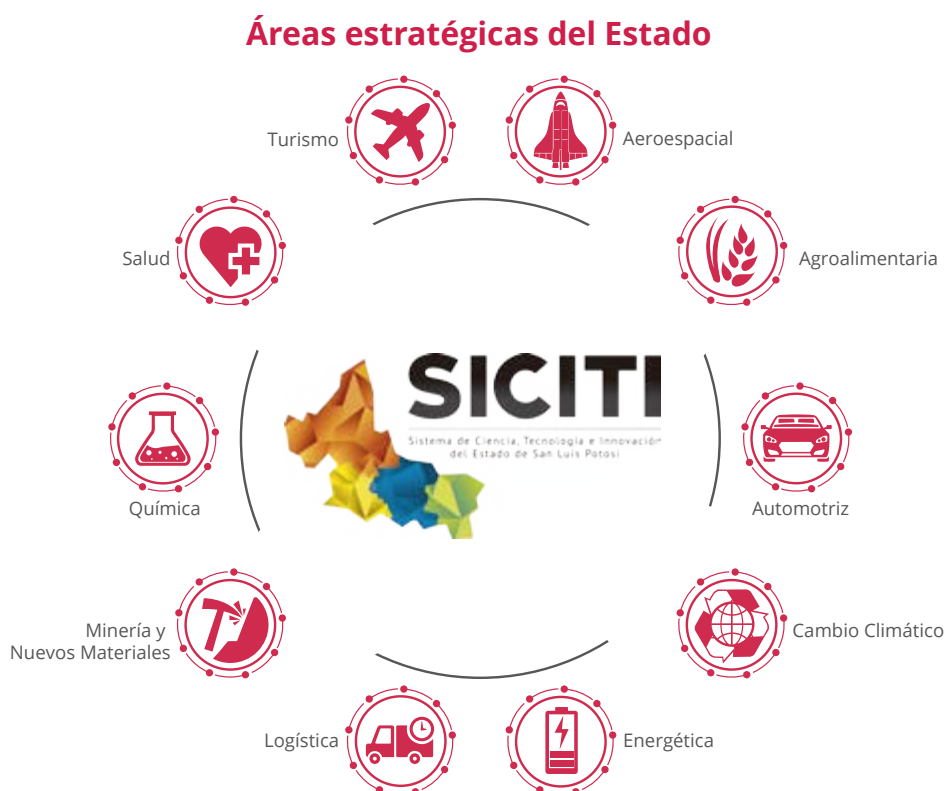 Áreas estratégicas del Estado
Turismo
Aeroespacial
Salud
Agroalimentaria
SICITI
Sistema de Ciencia, Tecnología e Innovación
del Estado de San Luis Potosí
Química
Automotriz
Minería y
Nuevos Materiales
Cambio Climático
Logística
Energética